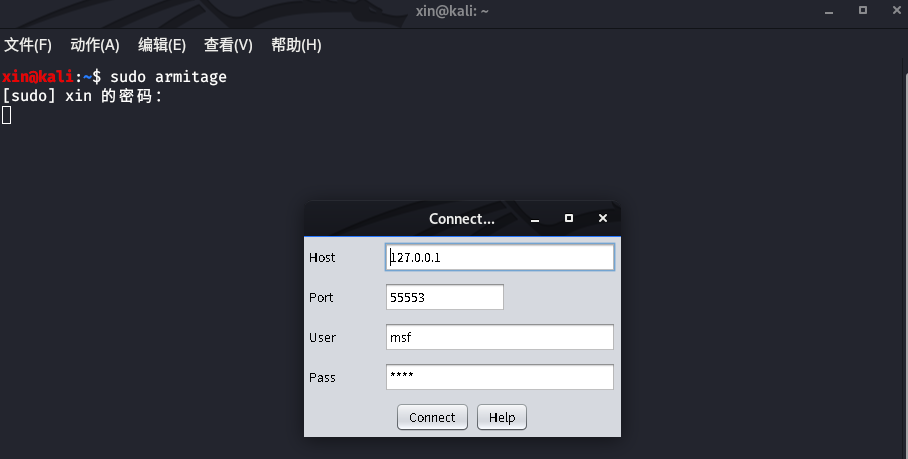 xin@kali: ~
文件(F) 动作(A) 编辑(E) 查看(V) 帮助(H)
xin@kali:~$ sudo armitage
[sudo] xin 的密码：
Connect...
Host 127.0.0.1
Port 55553
User msf
Pass ****
Connect Help